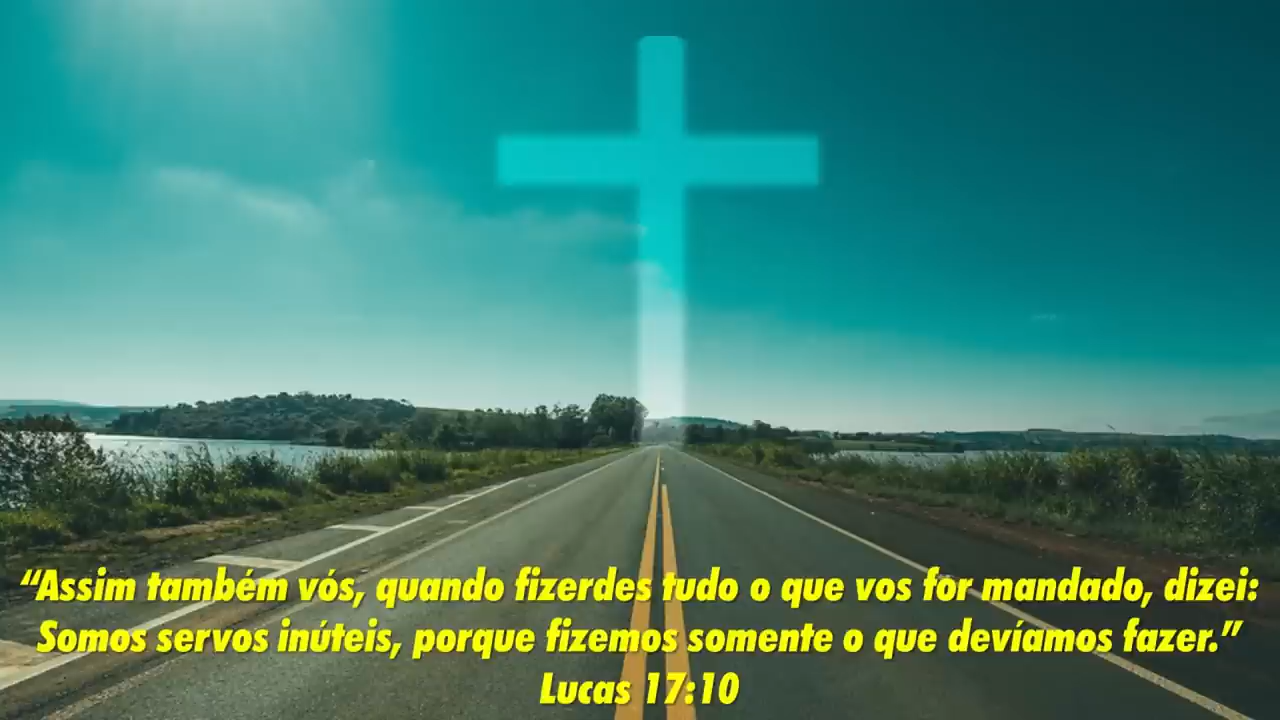 “Assim também vós, quando fizerdes tudo o que vos for mandado, dizei:
Somos servos inúteis, porque fizemos somente o que devíamos fazer.”
Lucas 17:10